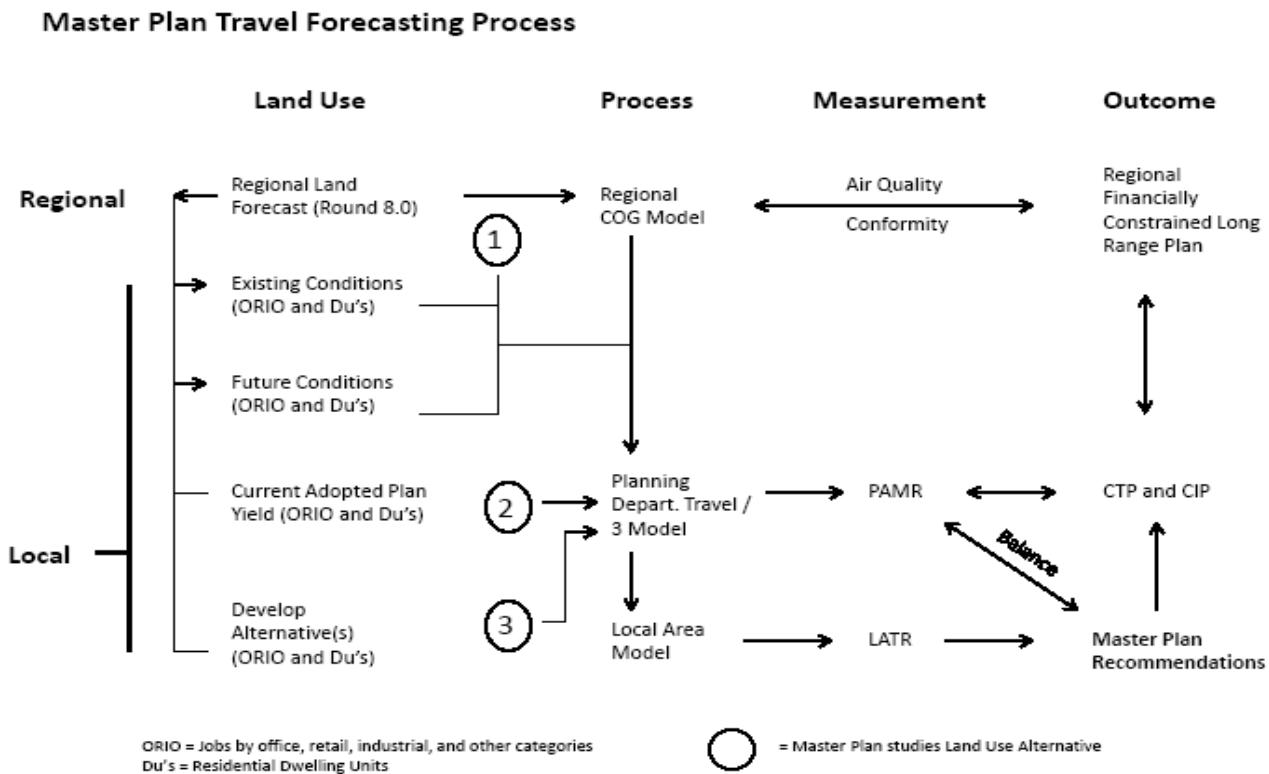 Master Plan Travel Forecasting Process
Land Use
Process
Measurement
Outcome
Regional
Regional Land
Forecast (Round 8.0)
Regional
COG Model
Air Quality
Conformity
Regional
Financially
Constrained Long
Range Plan
1
Existing Conditions
(ORIO and Du's)
Future Conditions
(ORIO and Du's)
Local
Current Adopted Plan
Yield (ORIO and Du's)
2
Planning
Depart. Travel /
3 Model
PAMR
CTP and CIP
Balance
Develop
Alternative(s)
(ORIO and Du's)
3
Local Area
Model
LATR
Master Plan
Recommendations
ORIO = Jobs by office, retail, industrial, and other categories
Du's = Residential Dwelling Units
= Master Plan studies Land Use Alternative